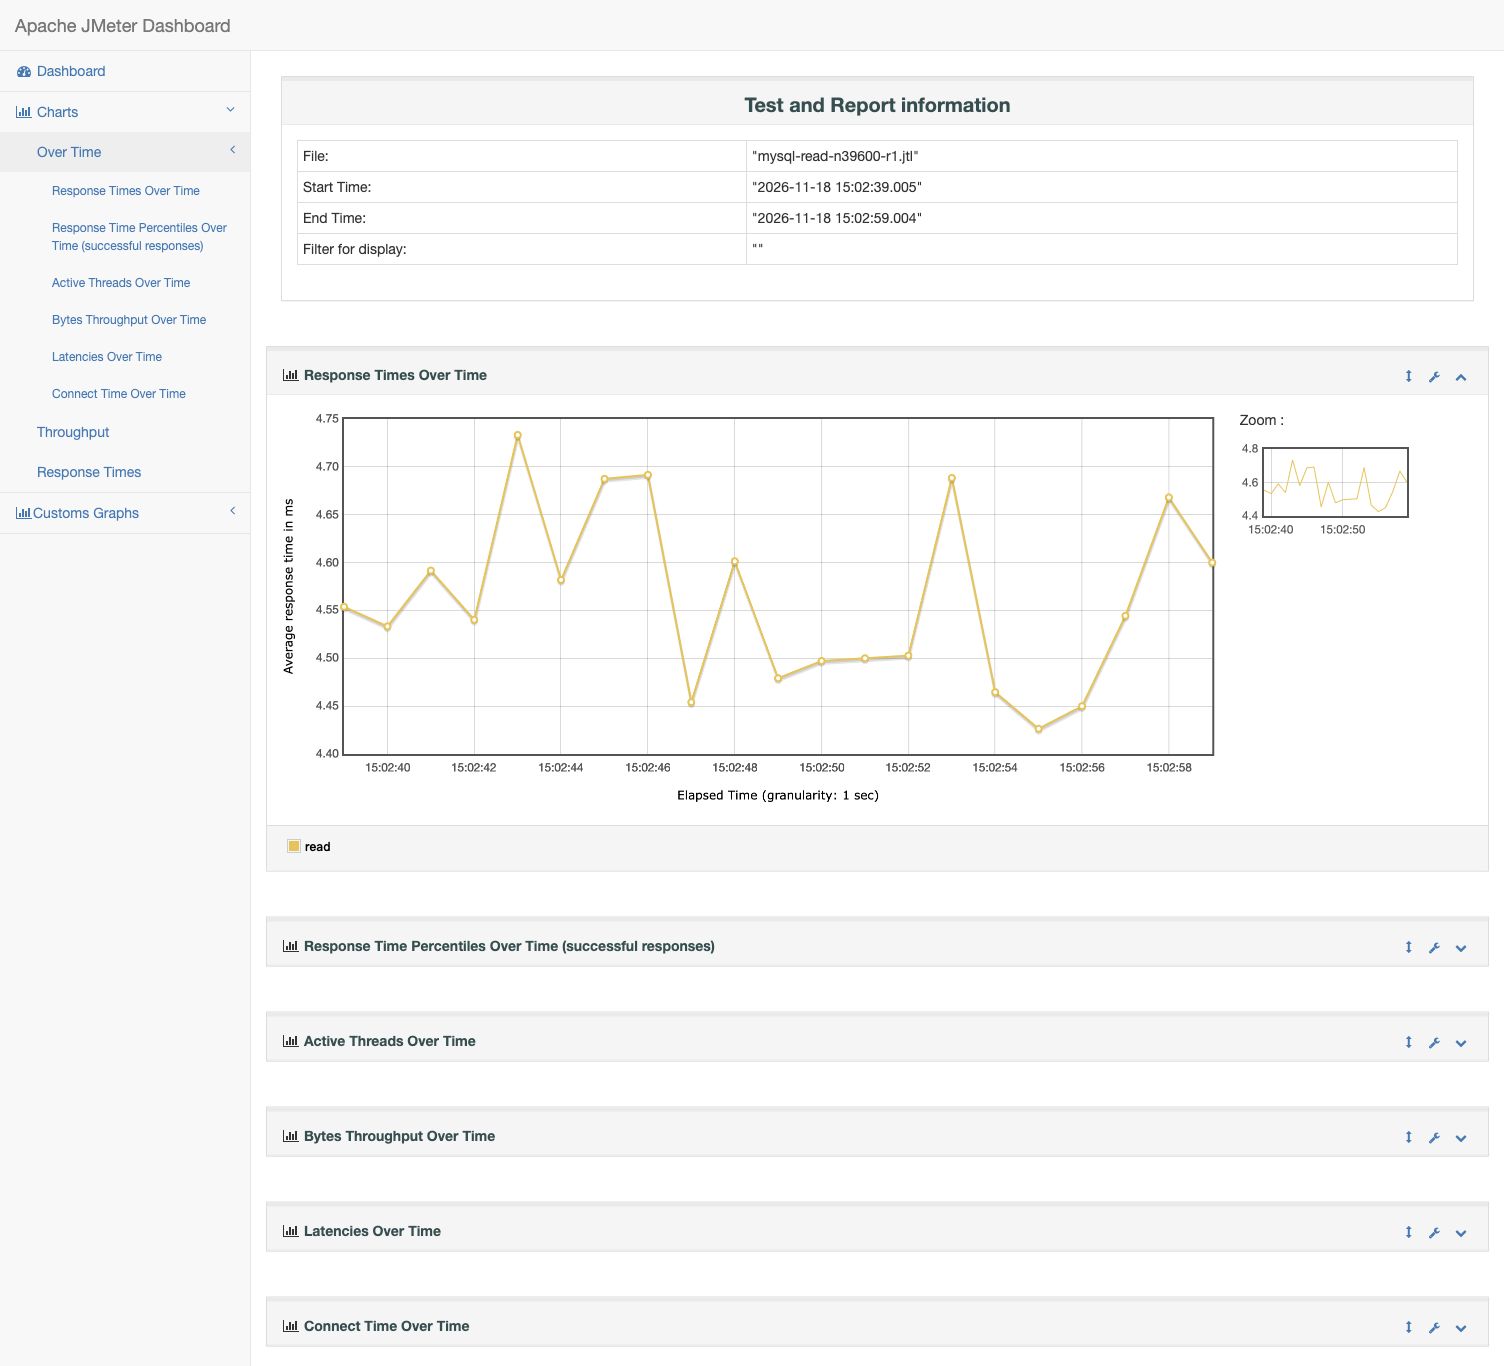 Apache JMeter Dashboard
Dashboard
Charts
Over Time
Response Times Over Time
Response Time Percentiles Over
Time (successful responses)
Active Threads Over Time
Bytes Throughput Over Time
Latencies Over Time
Connect Time Over Time
Throughput
Response Times
Customs Graphs
Test and Report information
File: "mysql-read-n39600-r1.jtl"
Start Time: "2026-11-18 15:02:39.005"
End Time: "2026-11-18 15:02:59.004"
Filter for display: ""
Response Times Over Time
Average response time in ms
4.75
4.70
4.65
4.60
4.55
4.50
4.45
4.40
15:02:40 15:02:42 15:02:44 15:02:46 15:02:48 15:02:50 15:02:52 15:02:54 15:02:56 15:02:58
Elapsed Time (granularity: 1 sec)
Zoom :
4.8
4.6
4.4
15:02:40 15:02:50
read
Response Time Percentiles Over Time (successful responses)
Active Threads Over Time
Bytes Throughput Over Time
Latencies Over Time
Connect Time Over Time